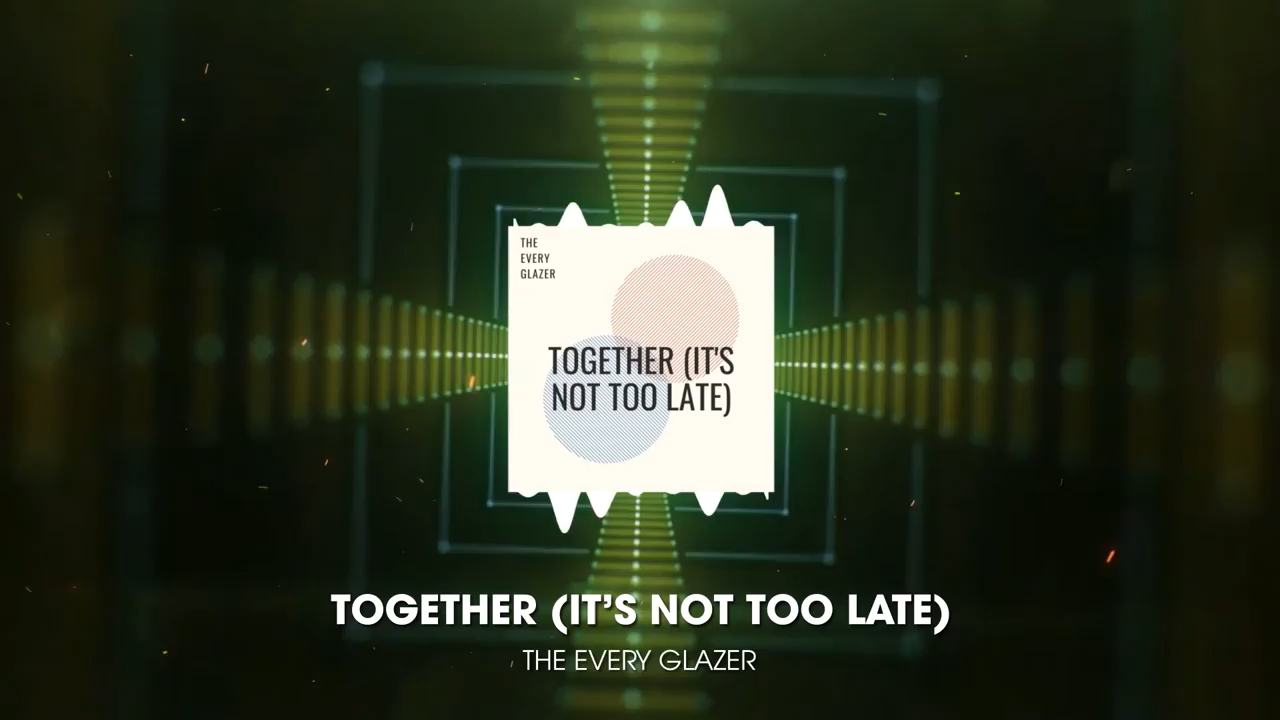 THE
EVERY
GLAZER
TOGETHER (IT'S
NOT TOO LATE)
TOGETHER (IT’S NOT TOO LATE)
THE EVERY GLAZER